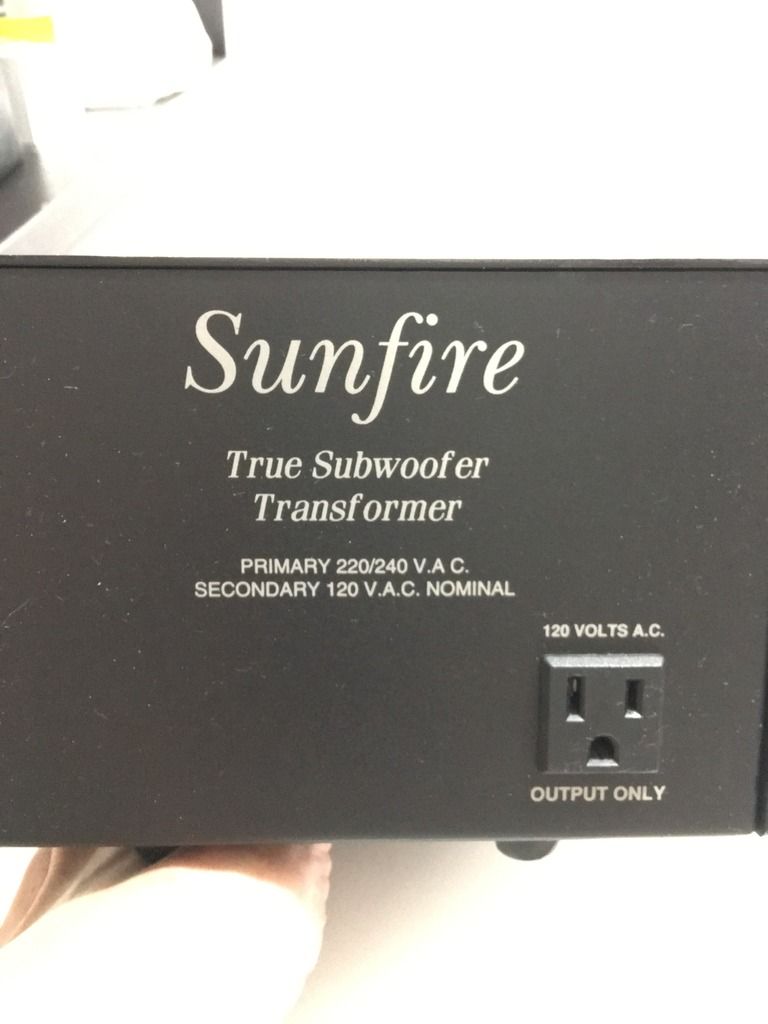 Sunfire
True Subwoofer
Transformer
PRIMARY 220/240 V.A C.
SECONDARY 120 V.A.C. NOMINAL
120 VOLTS A.C.
OUTPUT ONLY